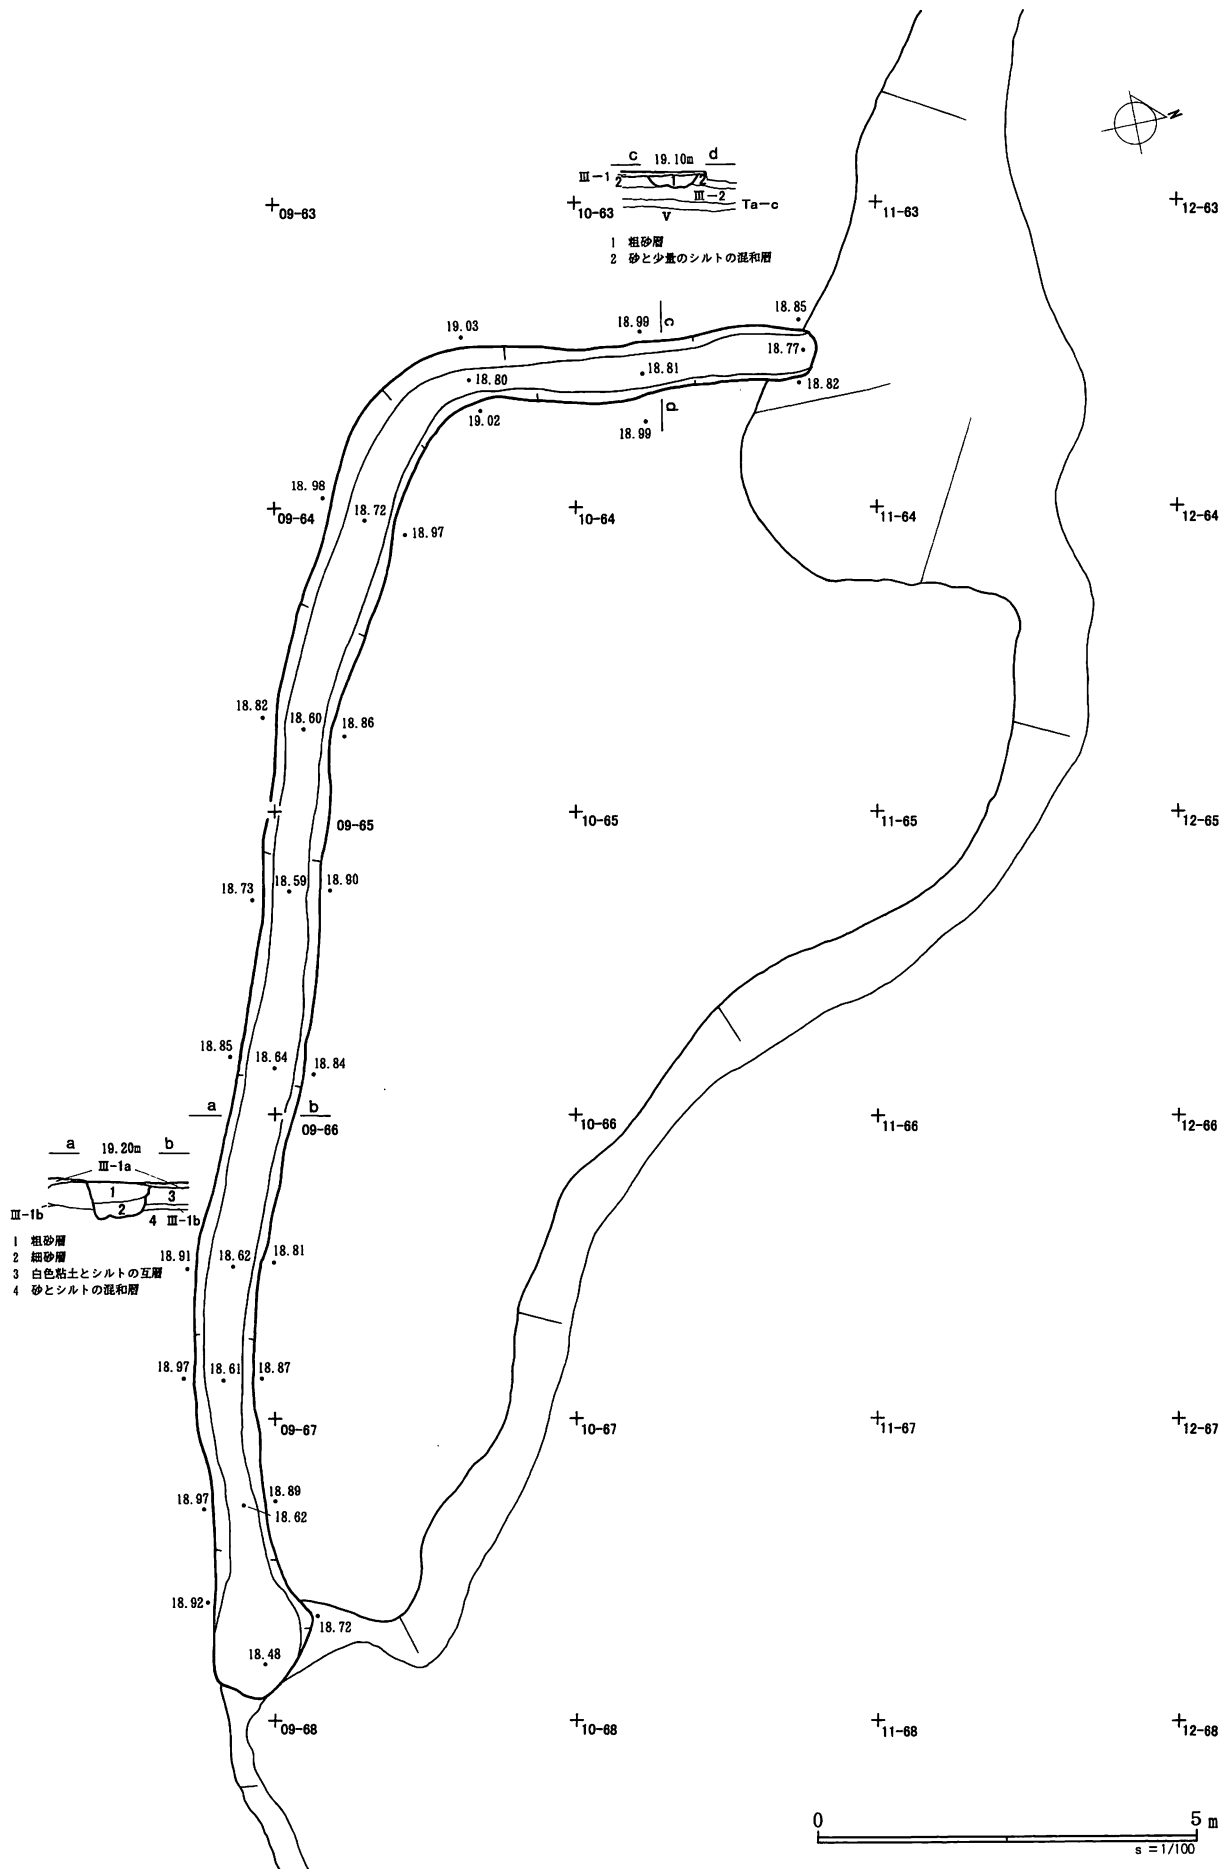 N
c 19.10m d
III-1
2 1 2
III-2
Ta-c
V
1 粗砂層
2 砂と少量のシルトの混和層
09-63
10-63
11-63
12-63
18.85
19.03
18.99
c
18.77
18.81
18.80
18.82
d
19.02
18.99
18.98
09-64
18.72
18.97
10-64
11-64
12-64
18.82
18.60
18.86
09-65
10-65
11-65
12-65
18.73
18.59
18.80
18.85
18.64
18.84
a b
09-66
10-66
11-66
12-66
a 19.20m b
III-1a
1
3
2
III-1b
4 III-1b
1 粗砂層
2 細砂層
3 白色粘土とシルトの互層
4 砂とシルトの混和層
18.91
18.62
18.81
18.97
18.61
18.87
09-67
10-67
11-67
12-67
18.97
18.89
18.62
18.92
18.72
18.48
09-68
10-68
11-68
12-68
0 5 m
s = 1/100